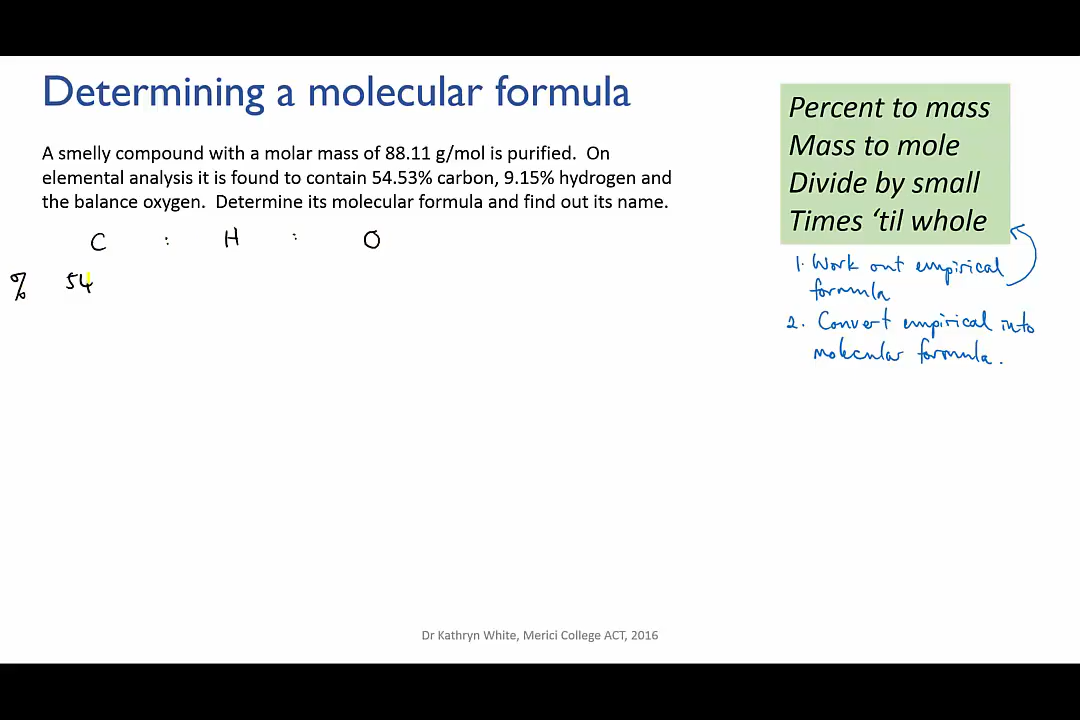 Determining a molecular formula
A smelly compound with a molar mass of 88.11 g/mol is purified. On
elemental analysis it is found to contain 54.53% carbon, 9.15% hydrogen and
the balance oxygen. Determine its molecular formula and find out its name.
C : H : O
% 54
Percent to mass
Mass to mole
Divide by small
Times ‘til whole
1. Work out empirical
formula
2. Convert empirical into
molecular formula.
Dr Kathryn White, Merici College ACT, 2016